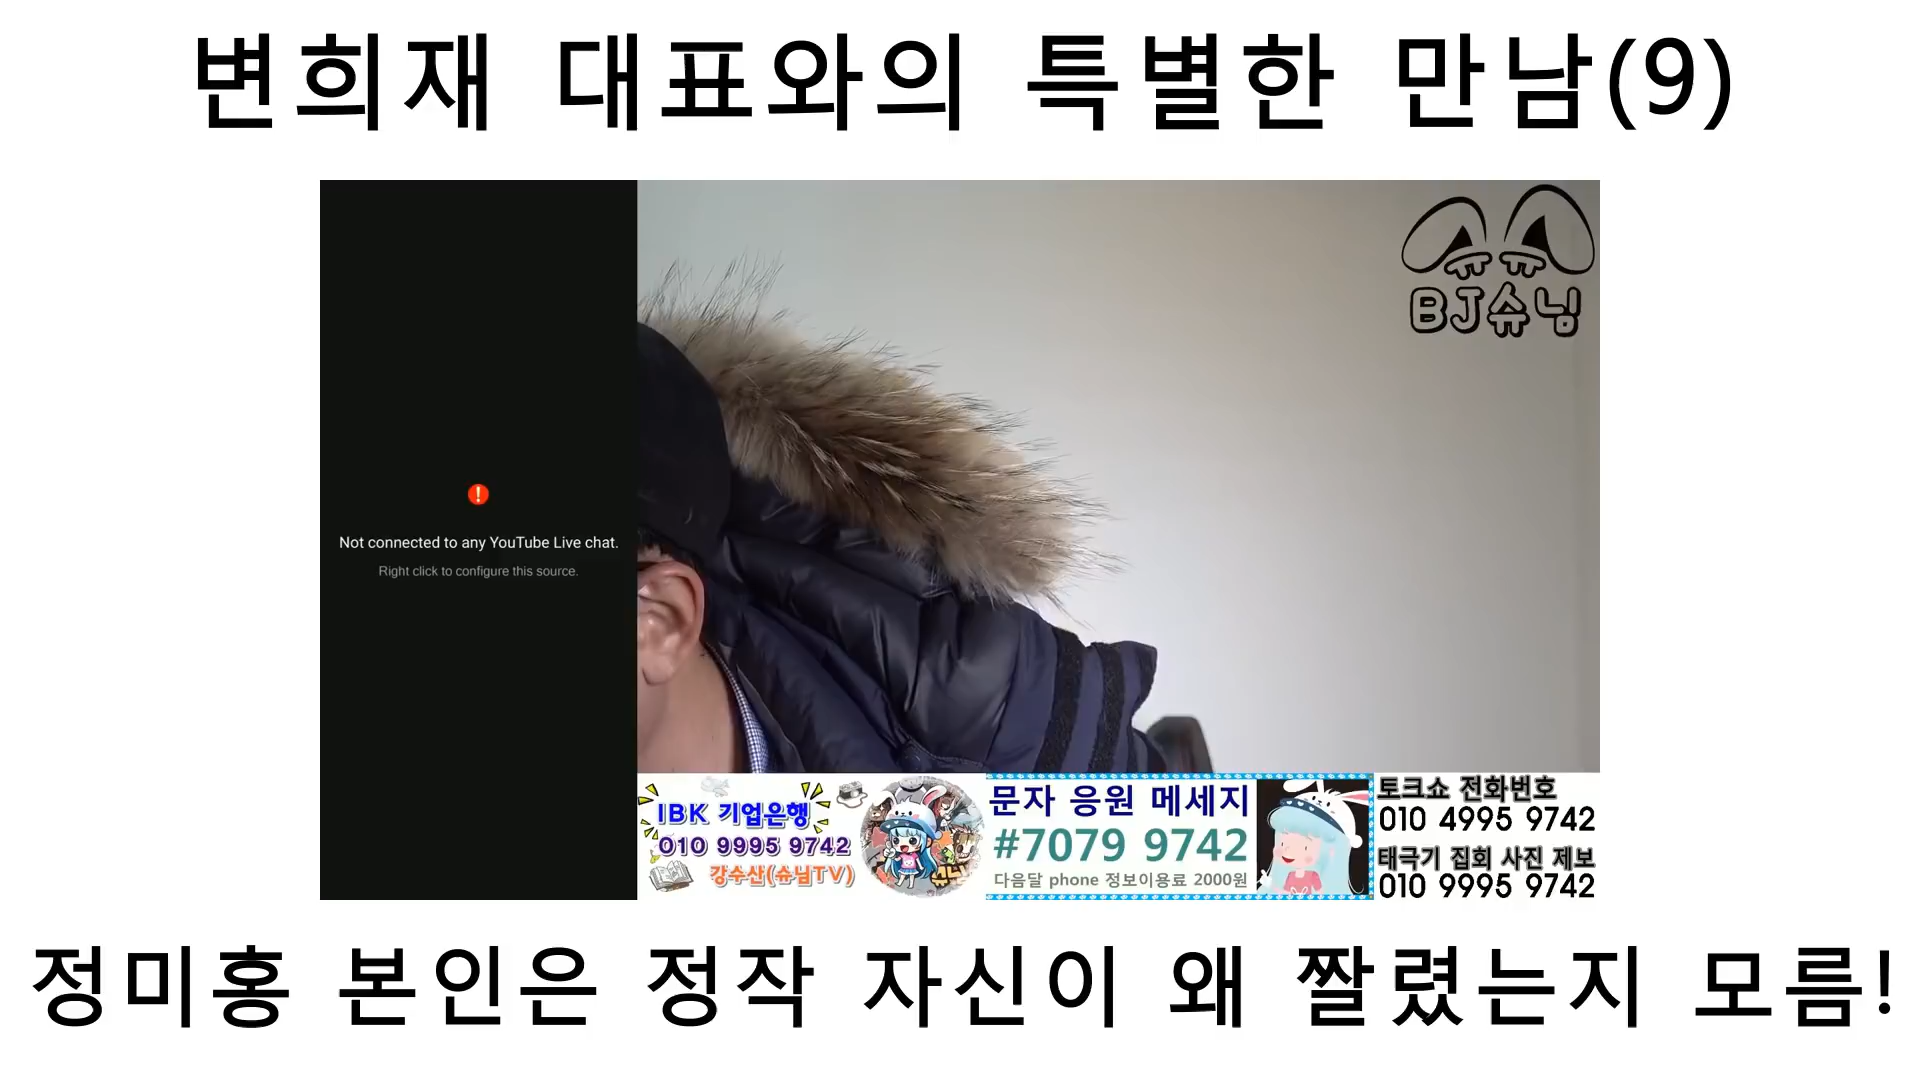 변희재 대표와의 특별한 만남(9)
ㅠㅠ
BJ슈님
!
Not connected to any YouTube Live chat.
Right click to configure this source.
IBK 기업은행
010 9995 9742
강수산(슈님TV)
슈님
문자 응원 메세지
#7079 9742
다음달 phone 정보이용료 2000원
토크쇼 전화번호
010 4995 9742
태극기 집회 사진 제보
010 9995 9742
정미홍 본인은 정작 자신이 왜 짤렸는지 모름!